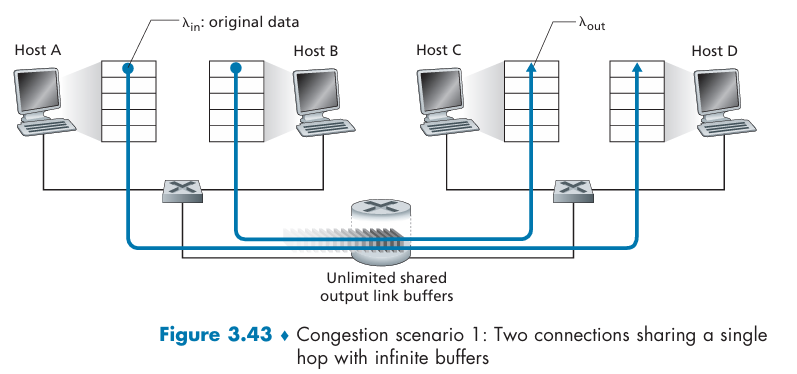 λin: original data
λout
Host A
Host B
Host C
Host D
Unlimited shared
output link buffers
Figure 3.43 ♦ Congestion scenario 1: Two connections sharing a single
hop with infinite buffers